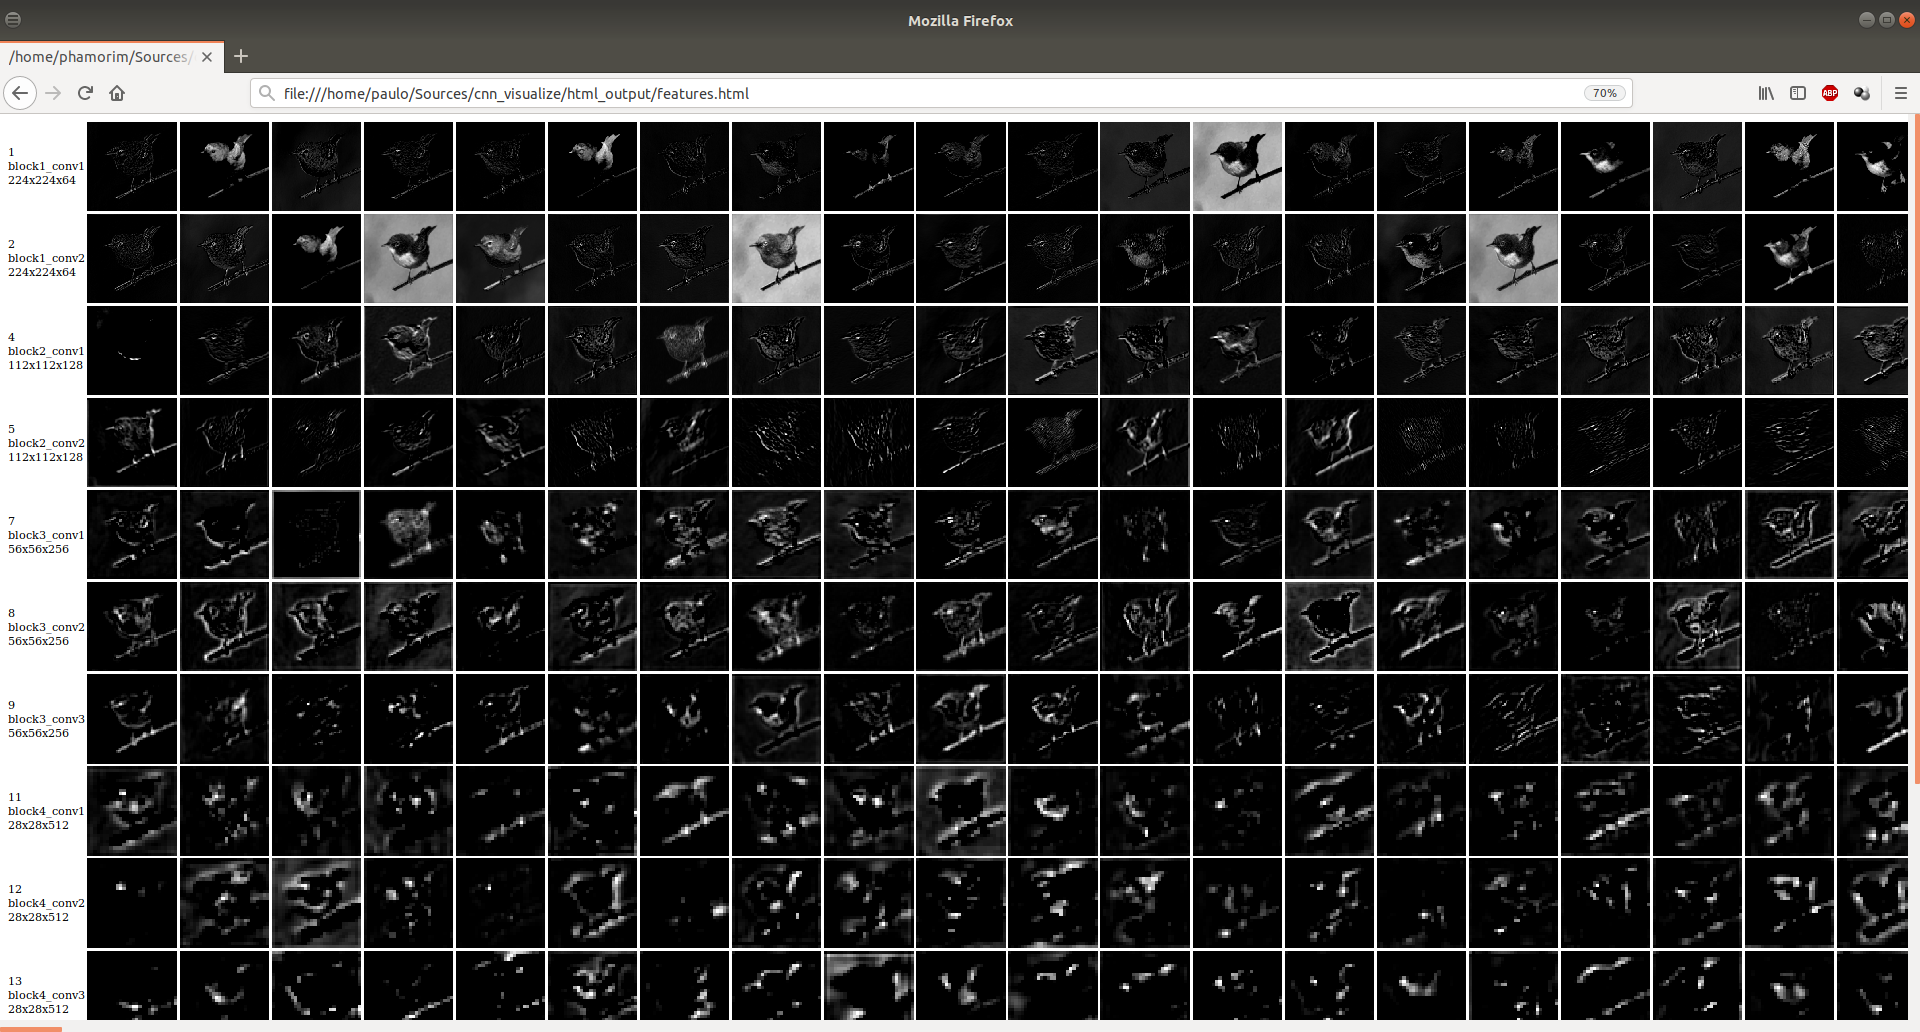 Mozilla Firefox
/home/phamorim/Sources/
file:///home/paulo/Sources/cnn_visualize/html_output/features.html
70%
ABP
1
block1_conv1
224x224x64
2
block1_conv2
224x224x64
4
block2_conv1
112x112x128
5
block2_conv2
112x112x128
7
block3_conv1
56x56x256
8
block3_conv2
56x56x256
9
block3_conv3
56x56x256
11
block4_conv1
28x28x512
12
block4_conv2
28x28x512
13
block4_conv3
28x28x512